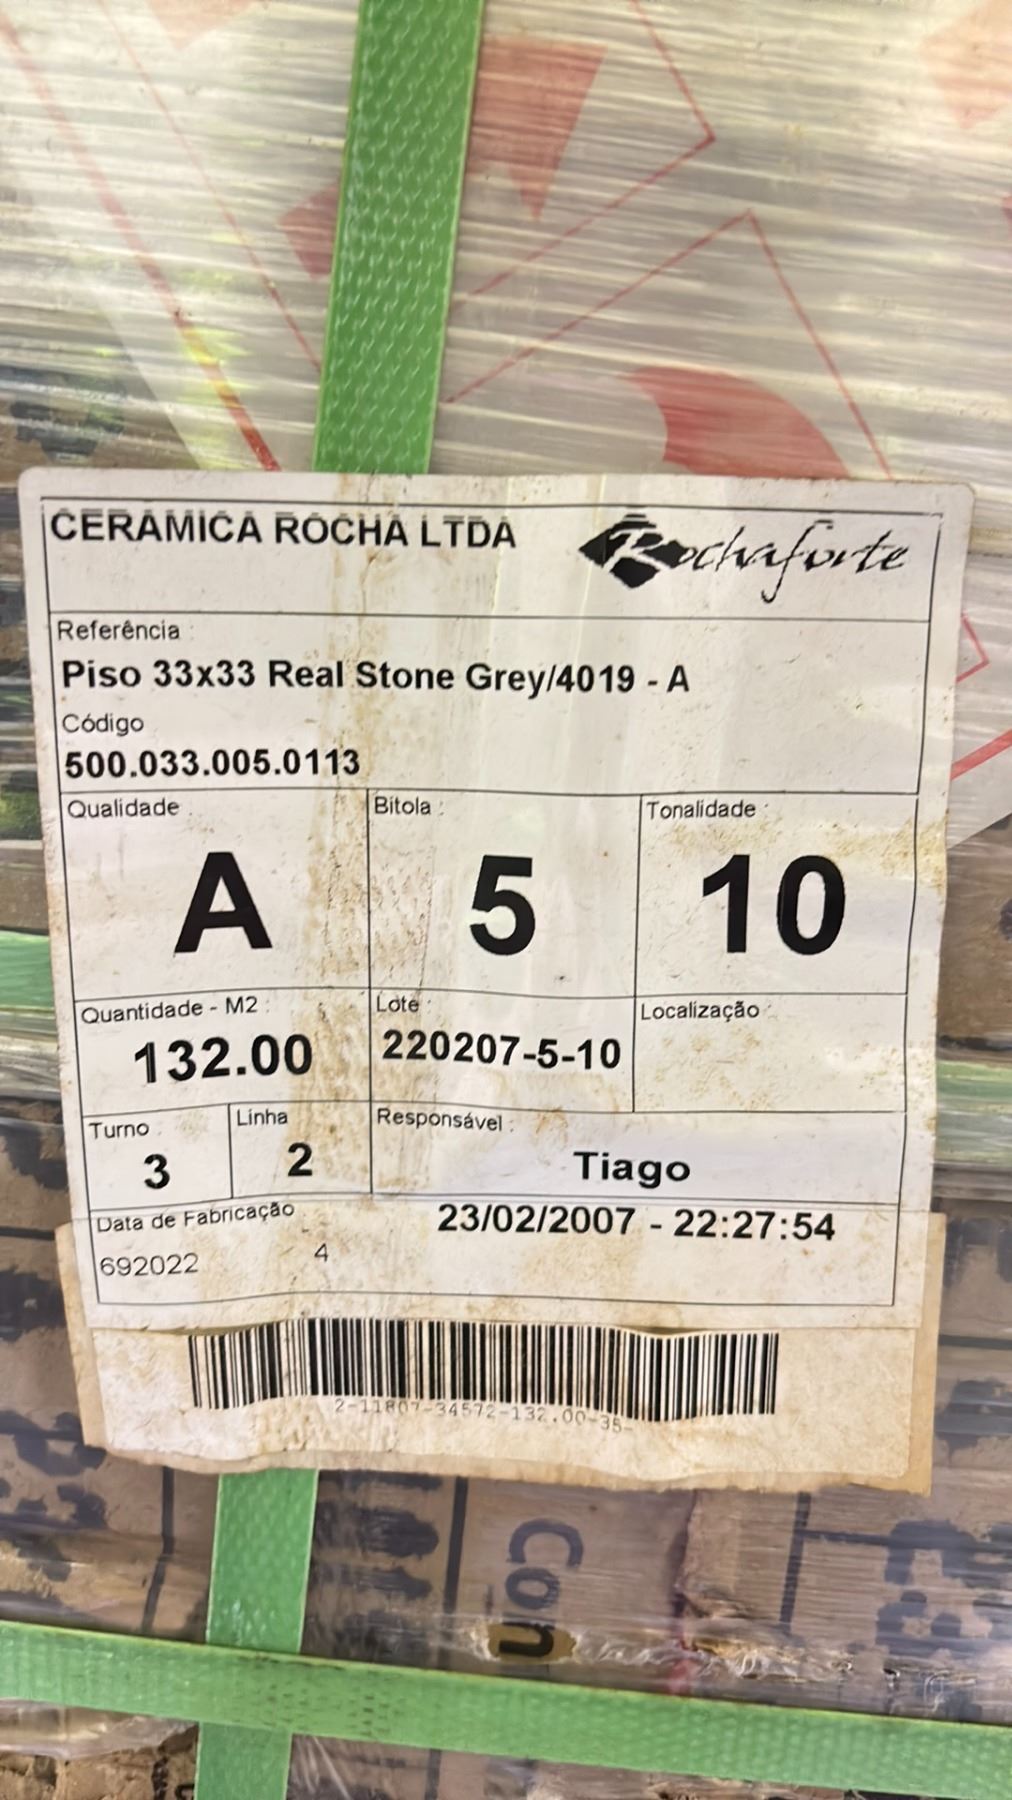 CERAMICA ROCHA LTDA
Rochaforte
Referência :
Piso 33x33 Real Stone Grey/4019 - A
Código
500.033.005.0113
Qualidade :
Bitola :
Tonalidade :
A
5
10
Quantidade - M2 :
Lote :
Localização :
132.00
220207-5-10
Turno :
Linha
Responsável :
3
2
Tiago
Data de Fabricação
23/02/2007 - 22:27:54
692022
4
2-11807-34572-132.00-35-
Con